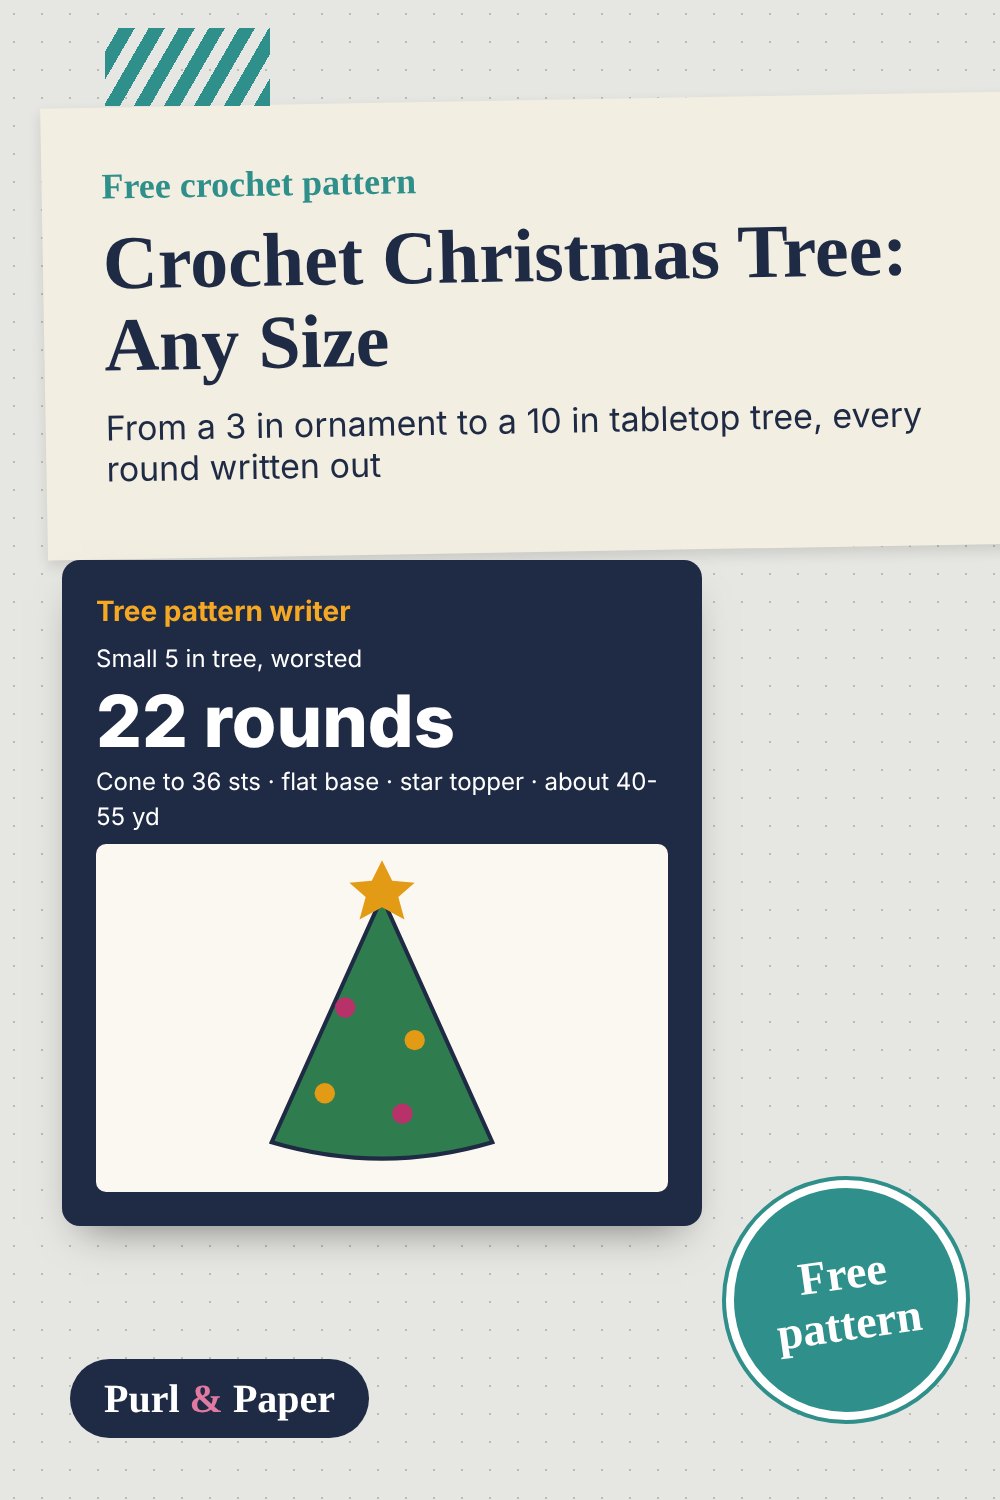 Free crochet pattern
Crochet Christmas Tree:
Any Size
From a 3 in ornament to a 10 in tabletop tree, every
round written out
Tree pattern writer
Small 5 in tree, worsted
22 rounds
Cone to 36 sts · flat base · star topper · about 40-
55 yd
Free
pattern
Purl & Paper